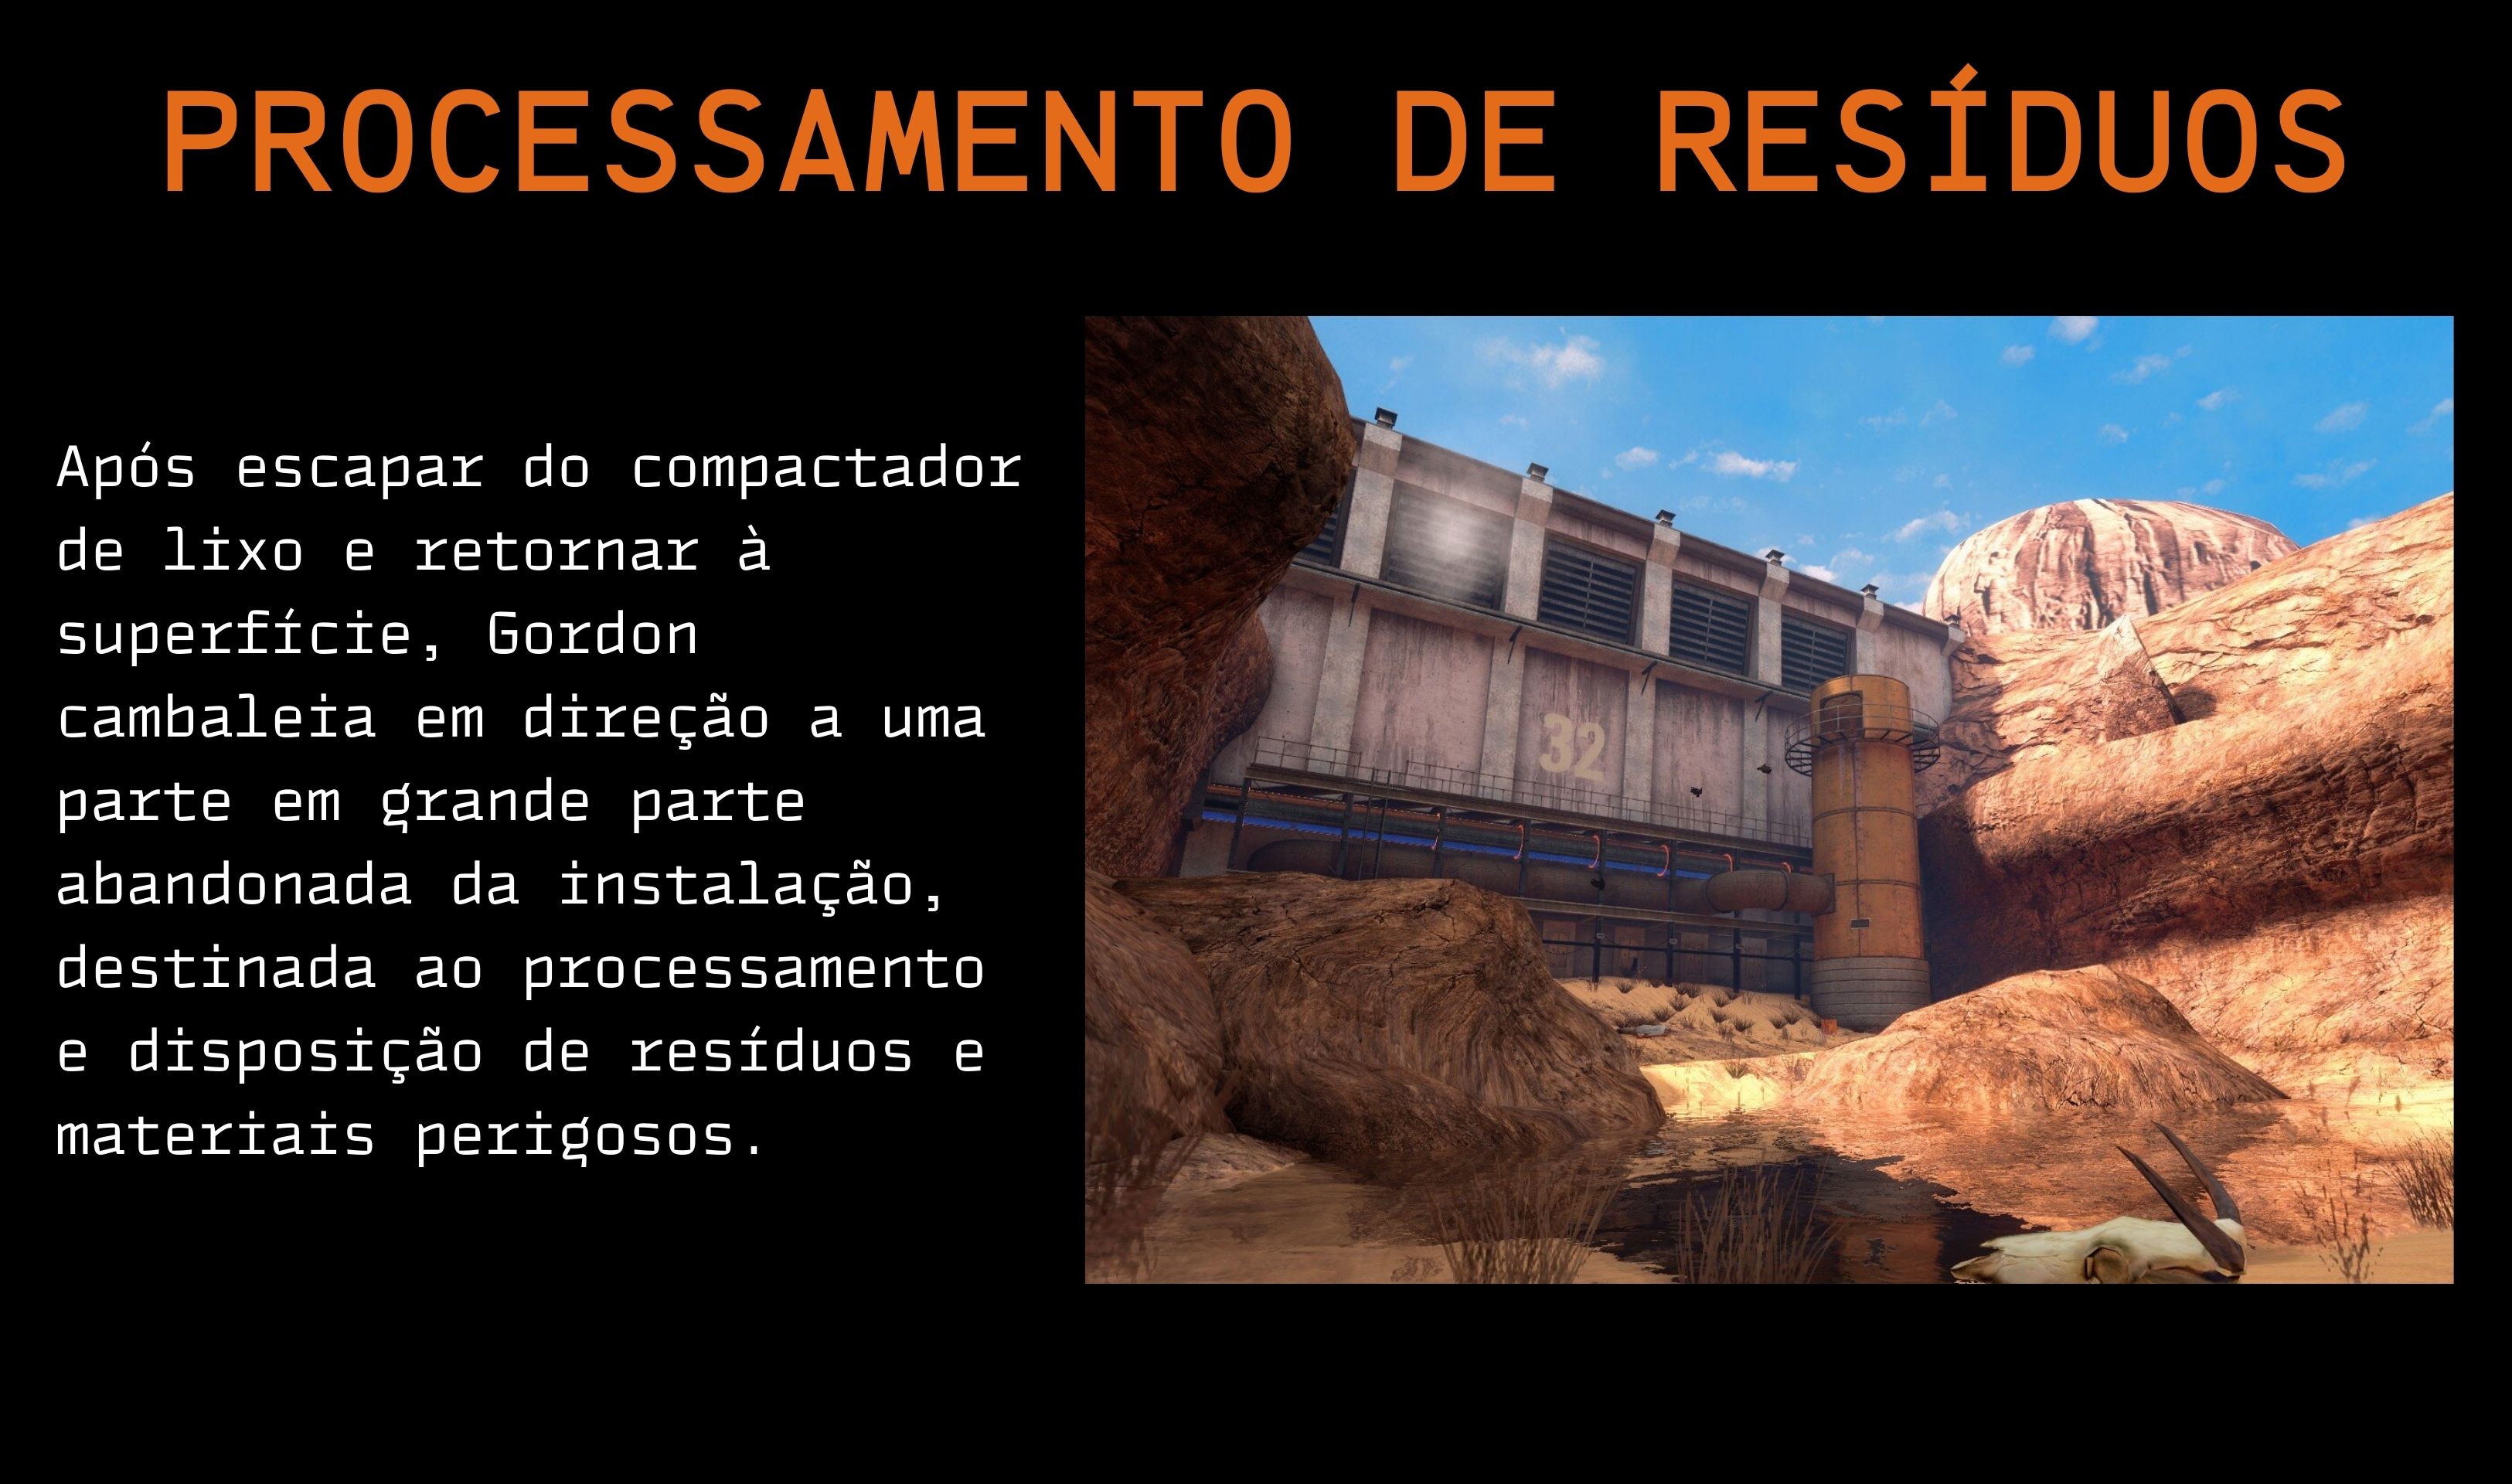 PROCESSAMENTO DE RESÍDUOS
Após escapar do compactador
de lixo e retornar à
superfície, Gordon
cambaleia em direção a uma
parte em grande parte
abandonada da instalação,
destinada ao processamento
e disposição de resíduos e
materiais perigosos.
32